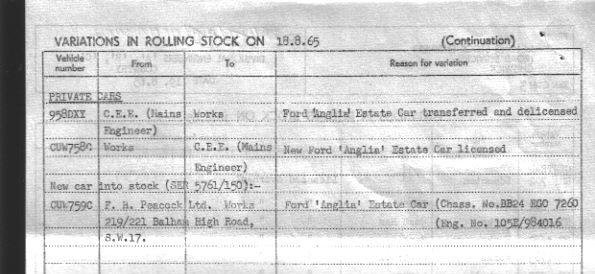 VARIATIONS IN ROLLING STOCK ON 18.8.65 (Continuation)
Vehicle number From To Reason for variation
PRIVATE CARS
958DXY C.E.E. (Mains Works Ford 'Anglia' Estate Car transferred and delicensed
Engineer)
CUW758C Works C.E.E. (Mains New Ford 'Anglia' Estate Car licensed
Engineer)
New car into stock (SER 5761/150):-
CUW759C F. H. Peacock Ltd. Works Ford 'Anglia' Estate Car (Chass. No.BB24 EGO 7260
219/221 Balham High Road, (Eng. No. 105E/984016
S.W.17.